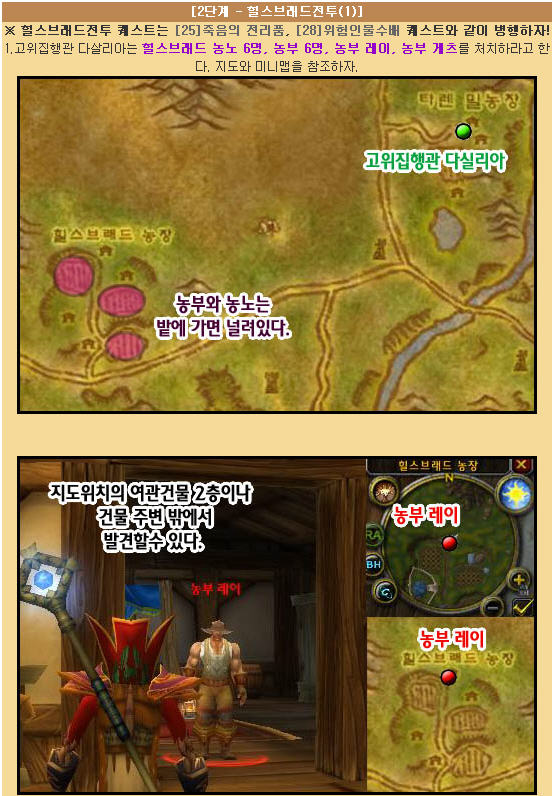 [2단계 - 힐스브래드전투(1)]
※ 힐스브래드전투 퀘스트는 [25]죽음의 전리품, [28]위험인물수배 퀘스트와 같이 병행하자!
1.고위집행관 다살리아는 힐스브래드 농노 6명, 농부 6명, 농부 레이, 농부 게츠를 처치하라고 한
다. 지도와 미니맵을 참조하자.
타렌 밀농장
고위집행관 다실리아
힐스브래드 농장
농부와 농노는
밭에 가면 널려있다.
지도위치의 여관건물 2층이나
건물 주변 밖에서
발견할수 있다.
농부 레이
힐스브래드 농장
N
농부 레이
RA
BH
농부 레이
힐스브래드 농장